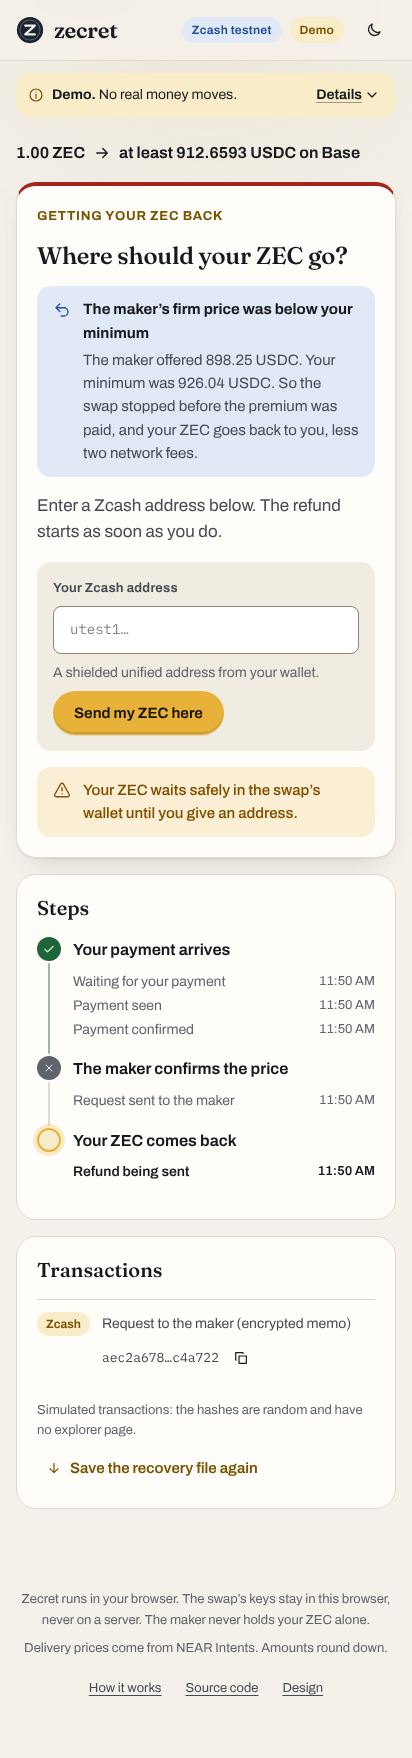 zecret
Zcash testnet
Demo
Demo. No real money moves.
Details
1.00 ZEC → at least 912.6593 USDC on Base
GETTING YOUR ZEC BACK
Where should your ZEC go?
The maker’s firm price was below your
minimum
The maker offered 898.25 USDC. Your
minimum was 926.04 USDC. So the
swap stopped before the premium was
paid, and your ZEC goes back to you, less
two network fees.
Enter a Zcash address below. The refund
starts as soon as you do.
Your Zcash address
utest1…
A shielded unified address from your wallet.
Send my ZEC here
Your ZEC waits safely in the swap’s
wallet until you give an address.
Steps
Your payment arrives
Waiting for your payment 11:50 AM
Payment seen 11:50 AM
Payment confirmed 11:50 AM
The maker confirms the price
Request sent to the maker 11:50 AM
Your ZEC comes back
Refund being sent 11:50 AM
Transactions
Zcash Request to the maker (encrypted memo)
aec2a678…c4a722
Simulated transactions: the hashes are random and have
no explorer page.
Save the recovery file again
Zecret runs in your browser. The swap’s keys stay in this browser,
never on a server. The maker never holds your ZEC alone.
Delivery prices come from NEAR Intents. Amounts round down.
How it works Source code Design